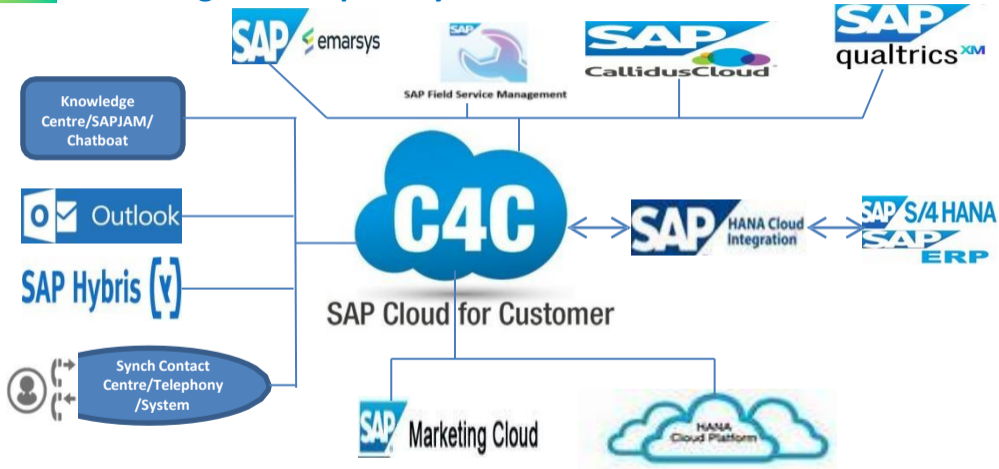 SAP emarsys
SAP
SAP Field Service Management
SAP
CallidusCloud
SAP
qualtrics XM
Knowledge
Centre/SAPJAM/
Chatboat
Outlook
SAP Hybris (Y)
Synch Contact
Centre/Telephony
/System
C4C
SAP Cloud for Customer
SAP HANA Cloud
Integration
SAP S/4 HANA
SAP
ERP
SAP Marketing Cloud
HANA
Cloud Platform